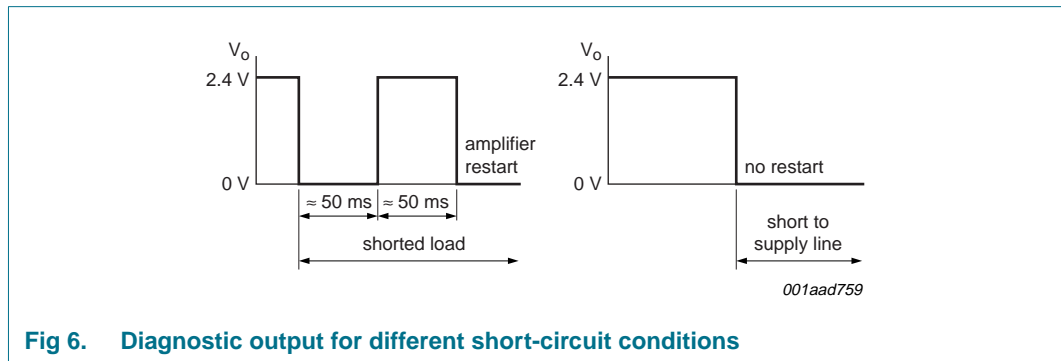 Vo
2.4 V
0 V
amplifier
restart
≈ 50 ms
≈ 50 ms
shorted load
Vo
2.4 V
0 V
no restart
short to
supply line
001aad759
Fig 6. Diagnostic output for different short-circuit conditions